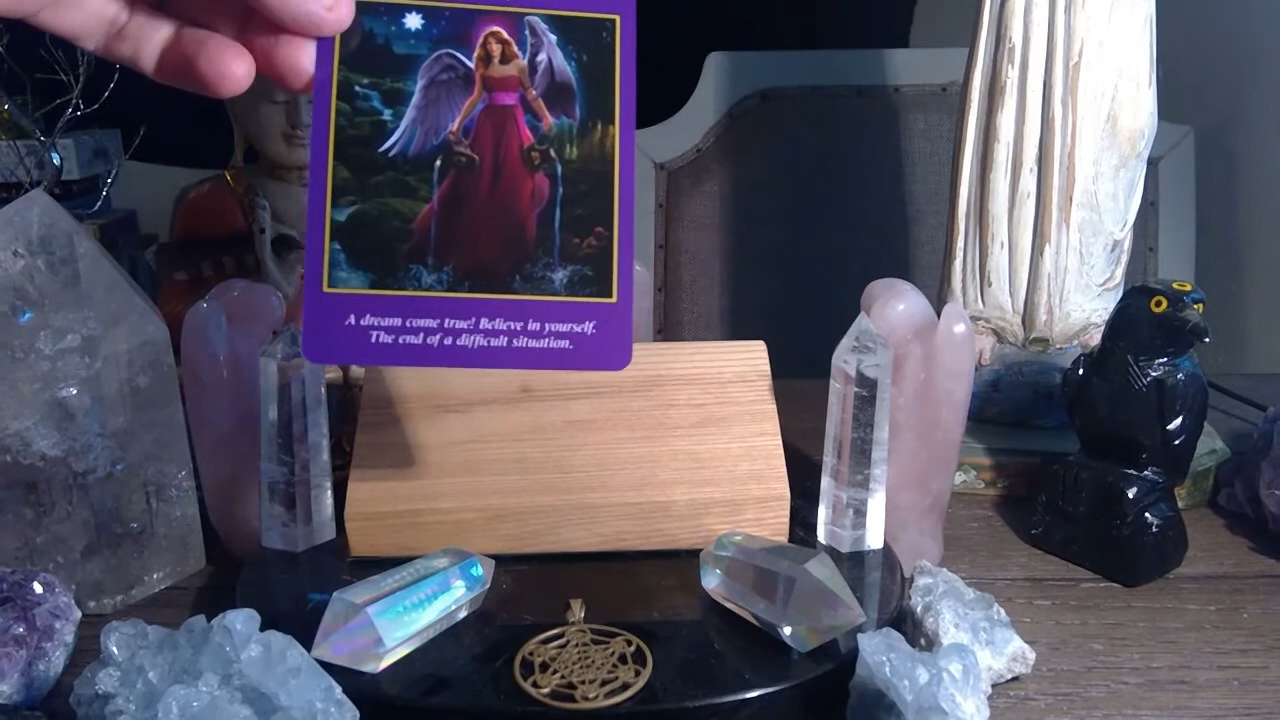 A dream come true! Believe in yourself.
The end of a difficult situation.